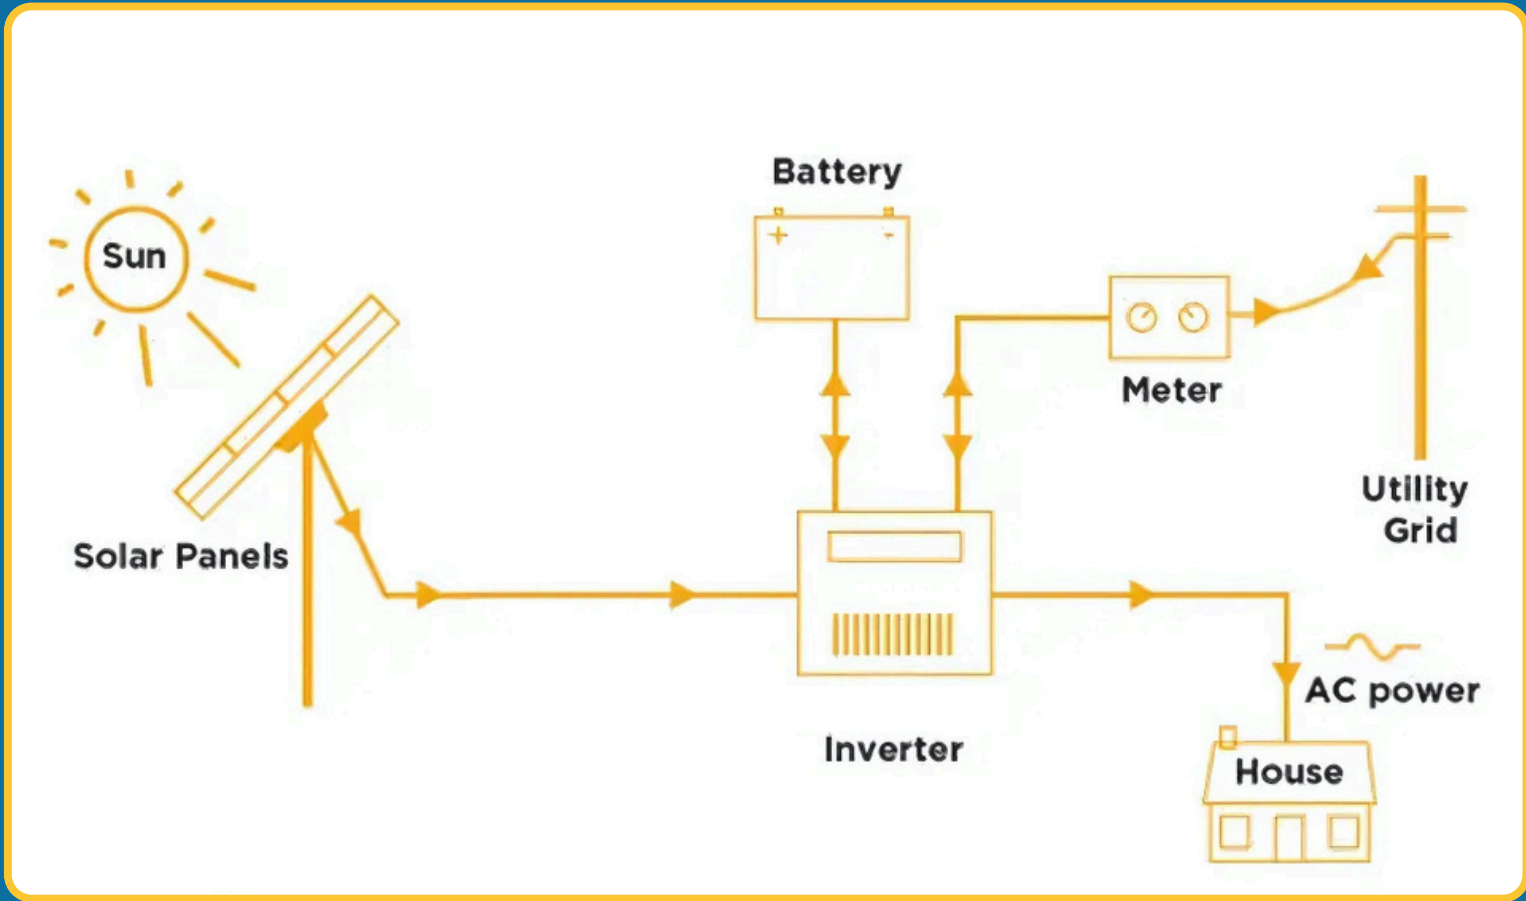 Sun
Battery
Meter
Utility
Grid
Solar Panels
AC power
Inverter
House